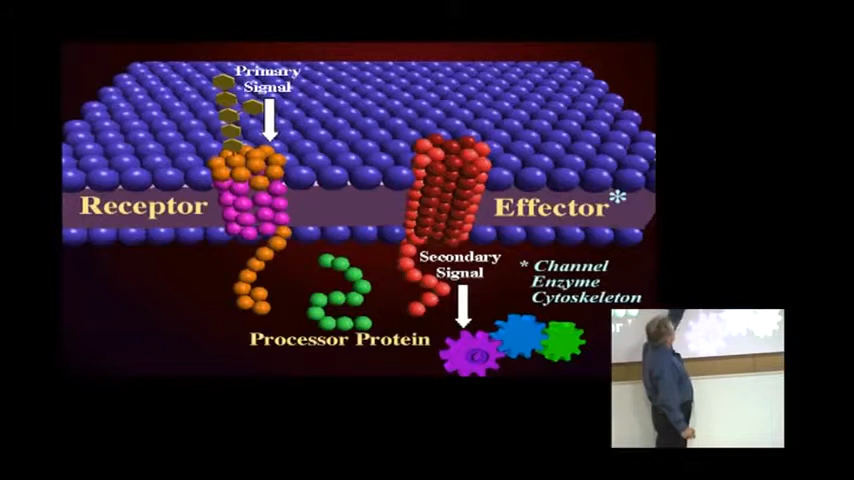 Primary
Signal
Receptor
Effector*
Secondary
Signal
* Channel
Enzyme
Cytoskeleton
Processor Protein